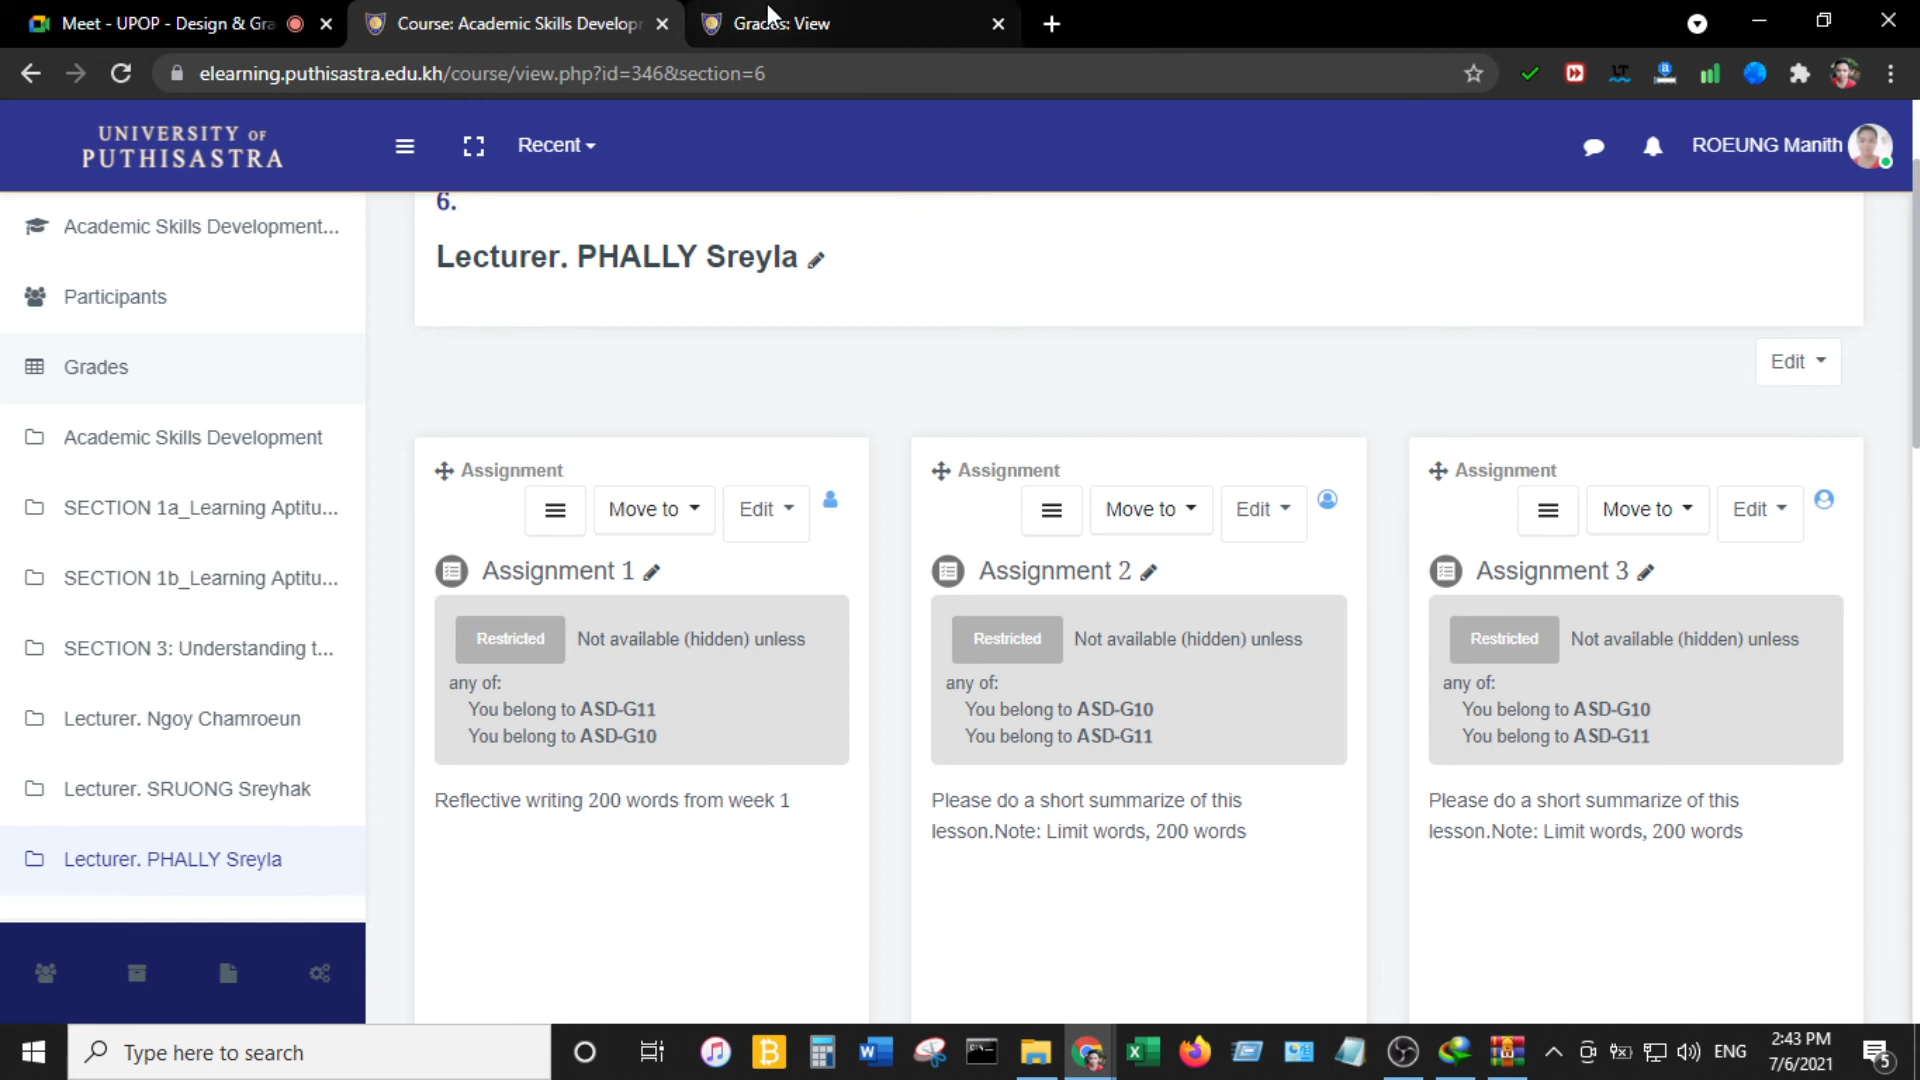 Meet - UPOP - Design & Gra
Course: Academic Skills Develop
Grades: View
elearning.puthisastra.edu.kh/course/view.php?id=346&section=6
UNIVERSITY OF
PUTHISASTRA
Recent
ROEUNG Manith
Academic Skills Development...
Participants
Grades
Academic Skills Development
SECTION 1a_Learning Aptitu...
SECTION 1b_Learning Aptitu...
SECTION 3: Understanding t...
Lecturer. Ngoy Chamroeun
Lecturer. SRUONG Sreyhak
Lecturer. PHALLY Sreyla
6.
Lecturer. PHALLY Sreyla
Edit
Assignment
Move to
Edit
Assignment 1
Restricted Not available (hidden) unless
any of:
You belong to ASD-G11
You belong to ASD-G10
Reflective writing 200 words from week 1
Assignment
Move to
Edit
Assignment 2
Restricted Not available (hidden) unless
any of:
You belong to ASD-G10
You belong to ASD-G11
Please do a short summarize of this
lesson.Note: Limit words, 200 words
Assignment
Move to
Edit
Assignment 3
Restricted Not available (hidden) unless
any of:
You belong to ASD-G10
You belong to ASD-G11
Please do a short summarize of this
lesson.Note: Limit words, 200 words
Type here to search
ENG
2:43 PM
7/6/2021
5